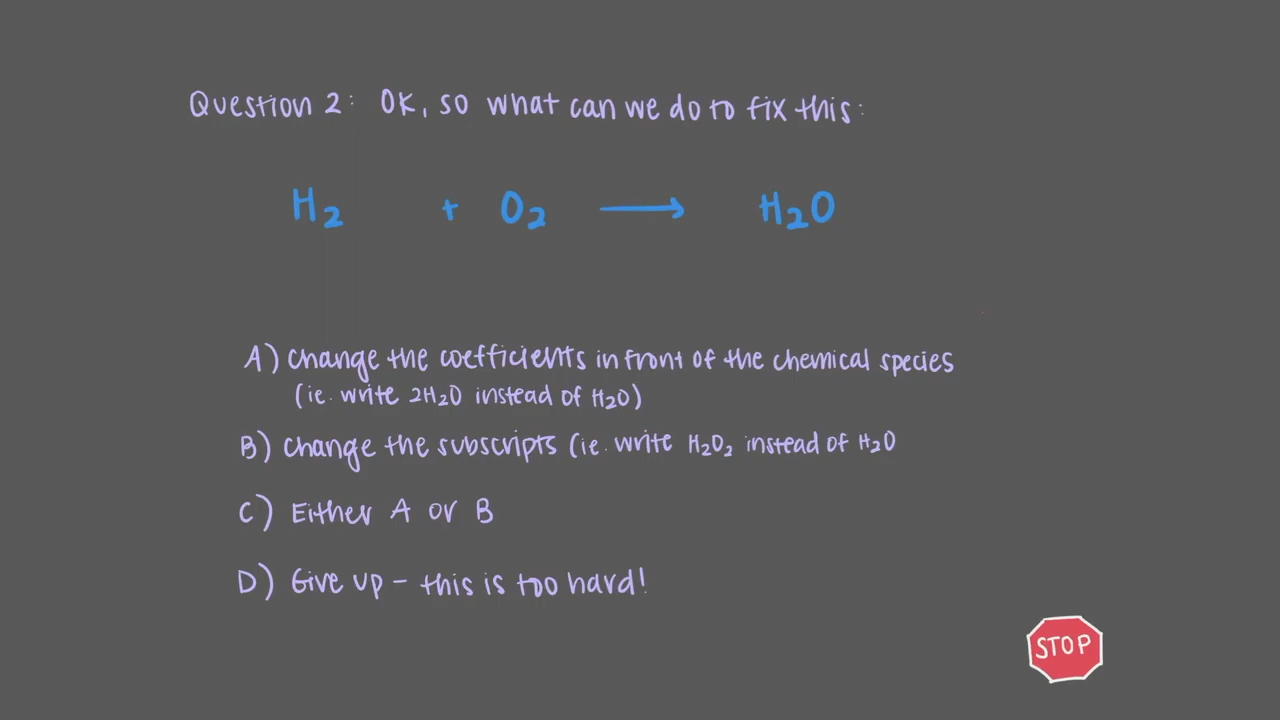 Question 2: OK, so what can we do to fix this:
H₂ + O₂ ⟶ H₂O
A) Change the coefficients in front of the chemical species
(ie. write 2H₂O instead of H₂O)
B) Change the subscripts (ie. write H₂O₂ instead of H₂O
C) Either A or B
D) Give up – this is too hard!
STOP